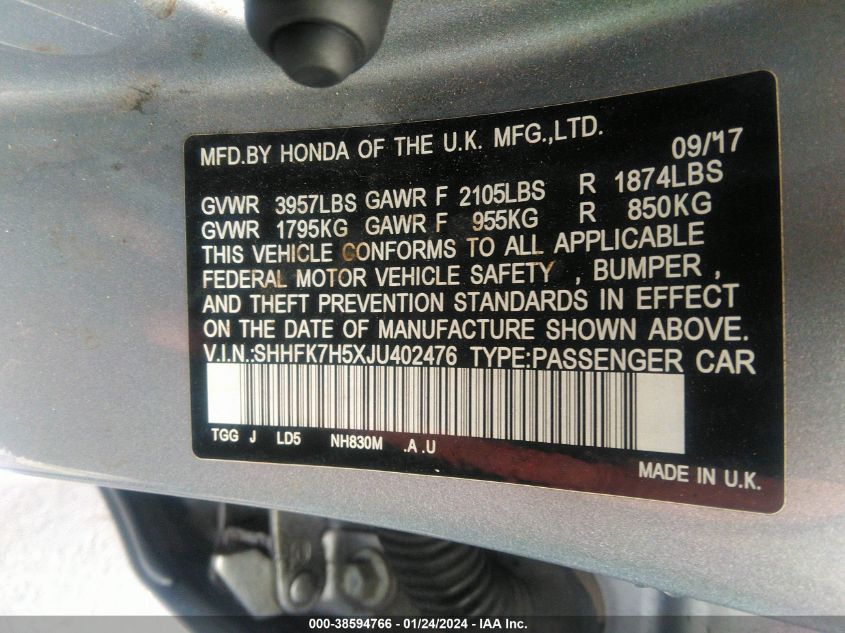 MFD.BY HONDA OF THE U.K. MFG.,LTD. 09/17
GVWR 3957LBS GAWR F 2105LBS R 1874LBS
GVWR 1795KG GAWR F 955KG R 850KG
THIS VEHICLE CONFORMS TO ALL APPLICABLE
FEDERAL MOTOR VEHICLE SAFETY , BUMPER ,
AND THEFT PREVENTION STANDARDS IN EFFECT
ON THE DATE OF MANUFACTURE SHOWN ABOVE.
V.I.N.:SHHFK7H5XJU402476 TYPE:PASSENGER CAR
TGG J LD5 NH830M .A .U
MADE IN U.K.
000-38594766 / 01/24/2024 / IAA Inc.